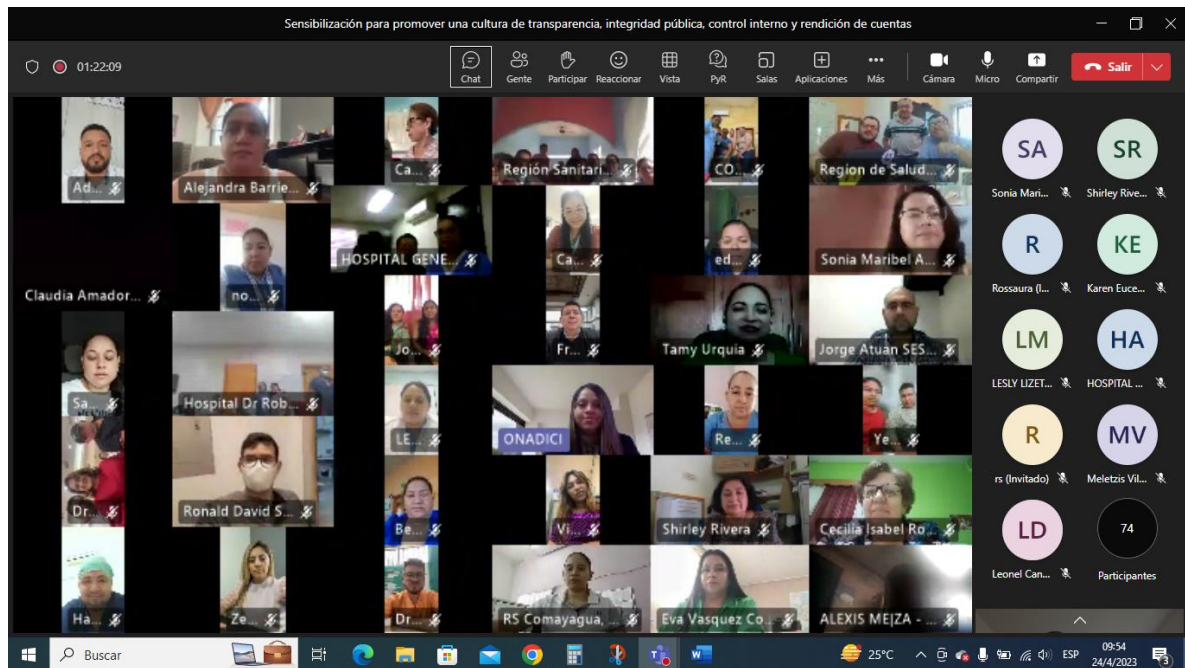 Sensibilización para promover una cultura de transparencia, integridad pública, control interno y rendición de cuentas
01:22:09
Chat
Gente
Participar
Reaccionar
Vista
PyR
Salas
Aplicaciones
Más
Cámara
Micro
Compartir
Salir
Ad...
Alejandra Barrie...
Ca...
Región Sanitari...
CO...
Region de Salud...
Claudia Amador...
no...
HOSPITAL GENE...
Ca...
ed...
Sonia Maribel A...
Jo...
Fr...
Tamy Urquia
Jorge Atuan SES...
Sa...
Hospital Dr Rob...
LE...
ONADICI
Re...
Ye...
Dr...
Ronald David S...
Be...
Vi...
Shirley Rivera
Cecilia Isabel Ro...
Ha...
Ze...
Dr...
RS Comayagua, ...
Eva Vasquez Co...
ALEXIS MEJZA - ...
SA
Sonia Mari...
SR
Shirley Rive...
R
Rossaura (I...
KE
Karen Euce...
LM
LESLY LIZET...
HA
HOSPITAL ...
R
rs (Invitado)
MV
Meletzis Vil...
LD
Leonel Can...
74
Participantes
Buscar
25°C
ESP
09:54
24/4/2023
3